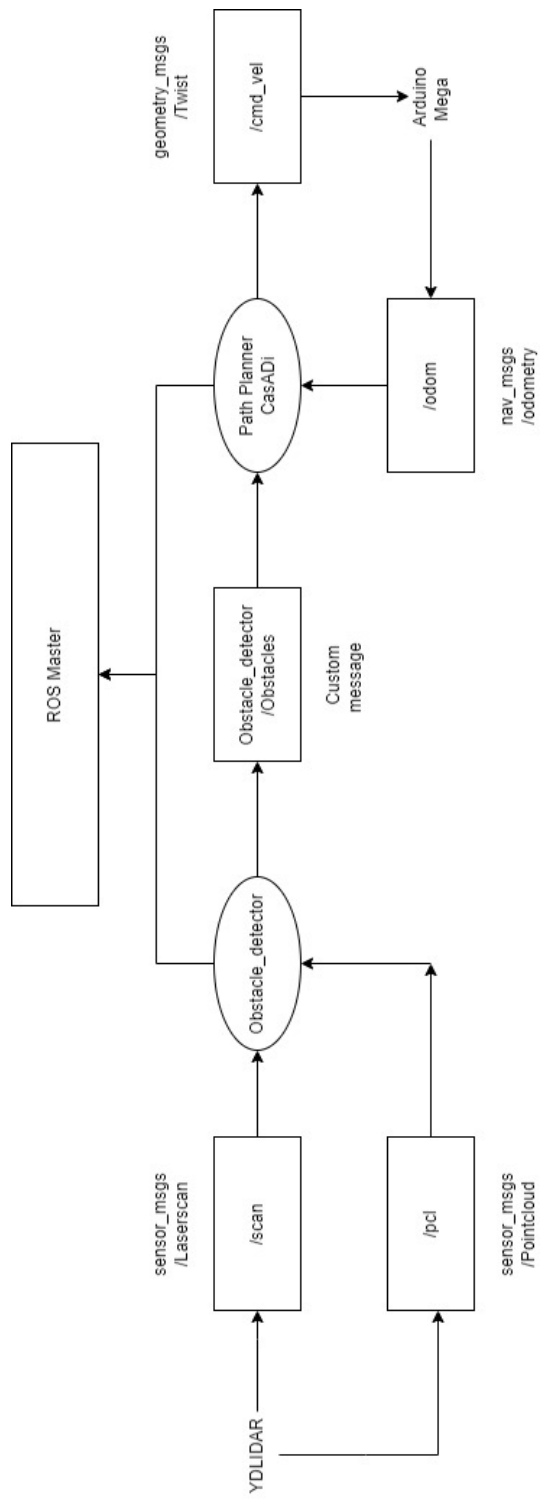 ROS Master
sensor_msgs
/Laserscan
geometry_msgs
/Twist
YDLIDAR
/scan
Obstacle_detector
Obstacle_detector
/Obstacles
Path Planner
CasADi
/cmd_vel
Custom
message
Arduino
Mega
/pcl
/odom
sensor_msgs
/Pointcloud
nav_msgs
/odometry